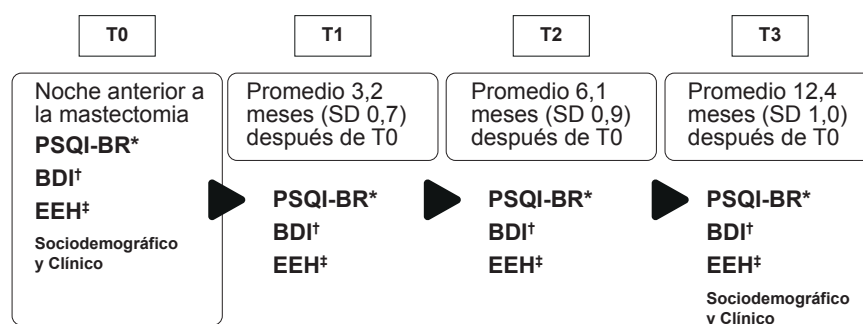 T0
Noche anterior a
la mastectomia
PSQI-BR*
BDI†
EEH‡
Sociodemográfico
y Clínico
T1
Promedio 3,2
meses (SD 0,7)
después de T0
PSQI-BR*
BDI†
EEH‡
T2
Promedio 6,1
meses (SD 0,9)
después de T0
PSQI-BR*
BDI†
EEH‡
T3
Promedio 12,4
meses (SD 1,0)
después de T0
PSQI-BR*
BDI†
EEH‡
Sociodemográfico
y Clínico